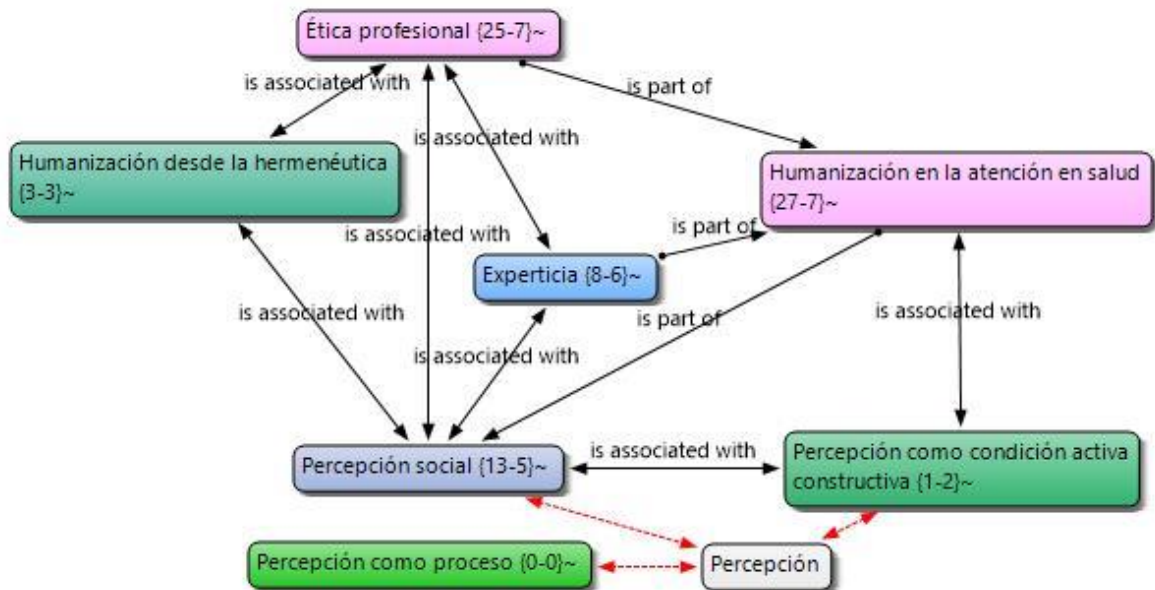 Ética profesional {25-7}~
is associated with
is part of
is associated with
Humanización desde la hermenéutica
{3-3}~
Humanización en la atención en salud
{27-7}~
is associated with
is part of
Experticia {8-6}~
is associated with
is part of
is associated with
is associated with
Percepción social {13-5}~
is associated with
Percepción como condición activa
constructiva {1-2}~
Percepción como proceso {0-0}~
Percepción